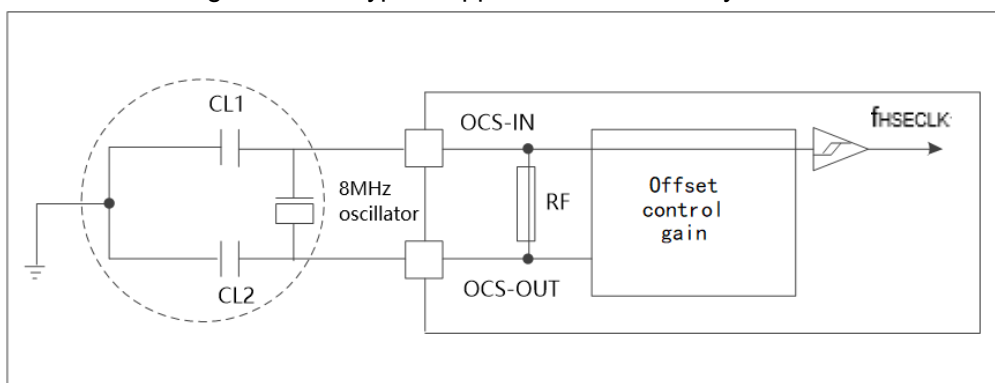 CL1
OCS-IN
fHSECLK
8MHz
oscillator
RF
Offset
control
gain
CL2
OCS-OUT